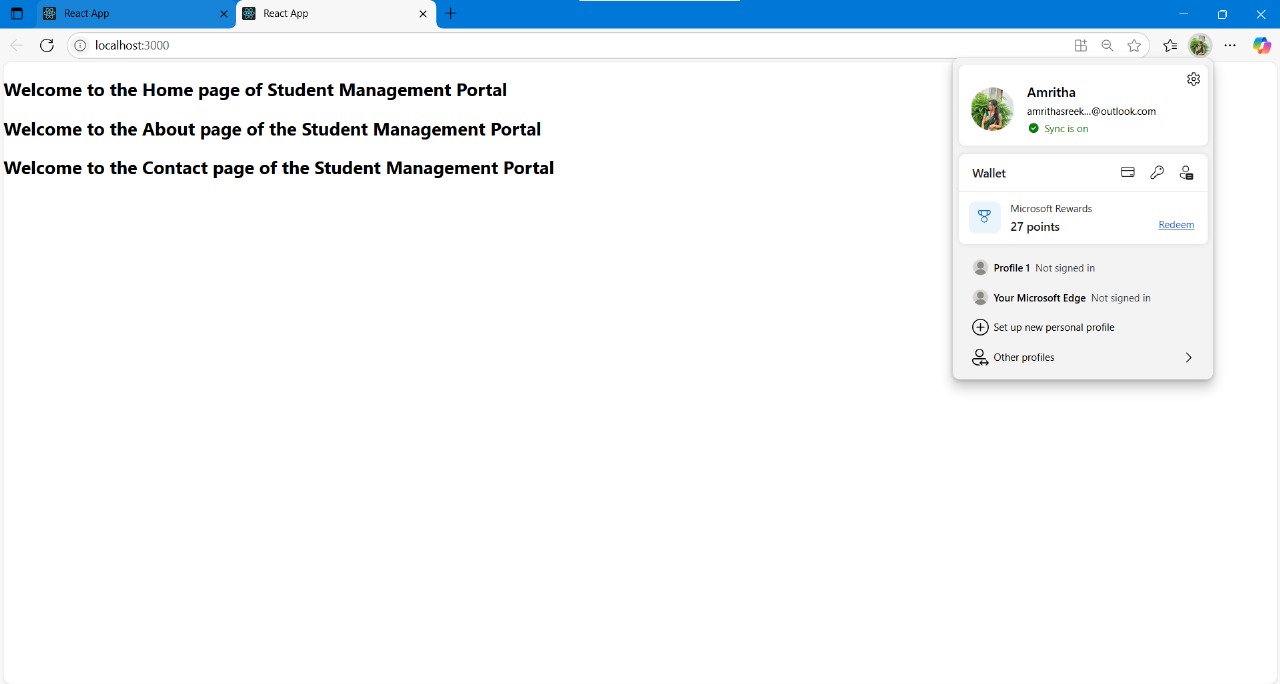 React App
React App
localhost:3000
Welcome to the Home page of Student Management Portal
Welcome to the About page of the Student Management Portal
Welcome to the Contact page of the Student Management Portal
Amritha
amrithasreek...@outlook.com
Sync is on
Wallet
Microsoft Rewards
27 points
Redeem
Profile 1 Not signed in
Your Microsoft Edge Not signed in
Set up new personal profile
Other profiles